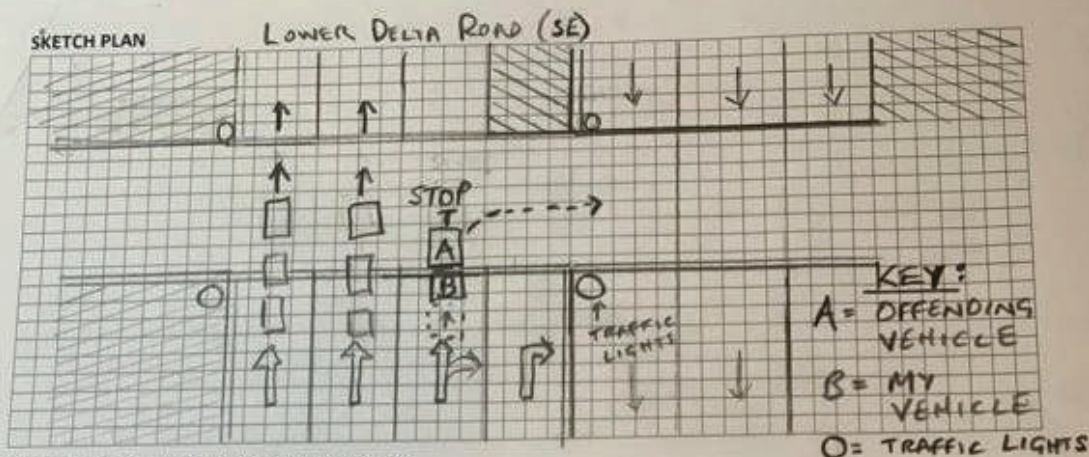 SKETCH PLAN
LOWER DELTA ROAD (SE)
STOP
A
B
TRAFFIC
LIGHTS
KEY:
A = OFFENDING
VEHICLE
B = MY
VEHICLE
O = TRAFFIC LIGHTS